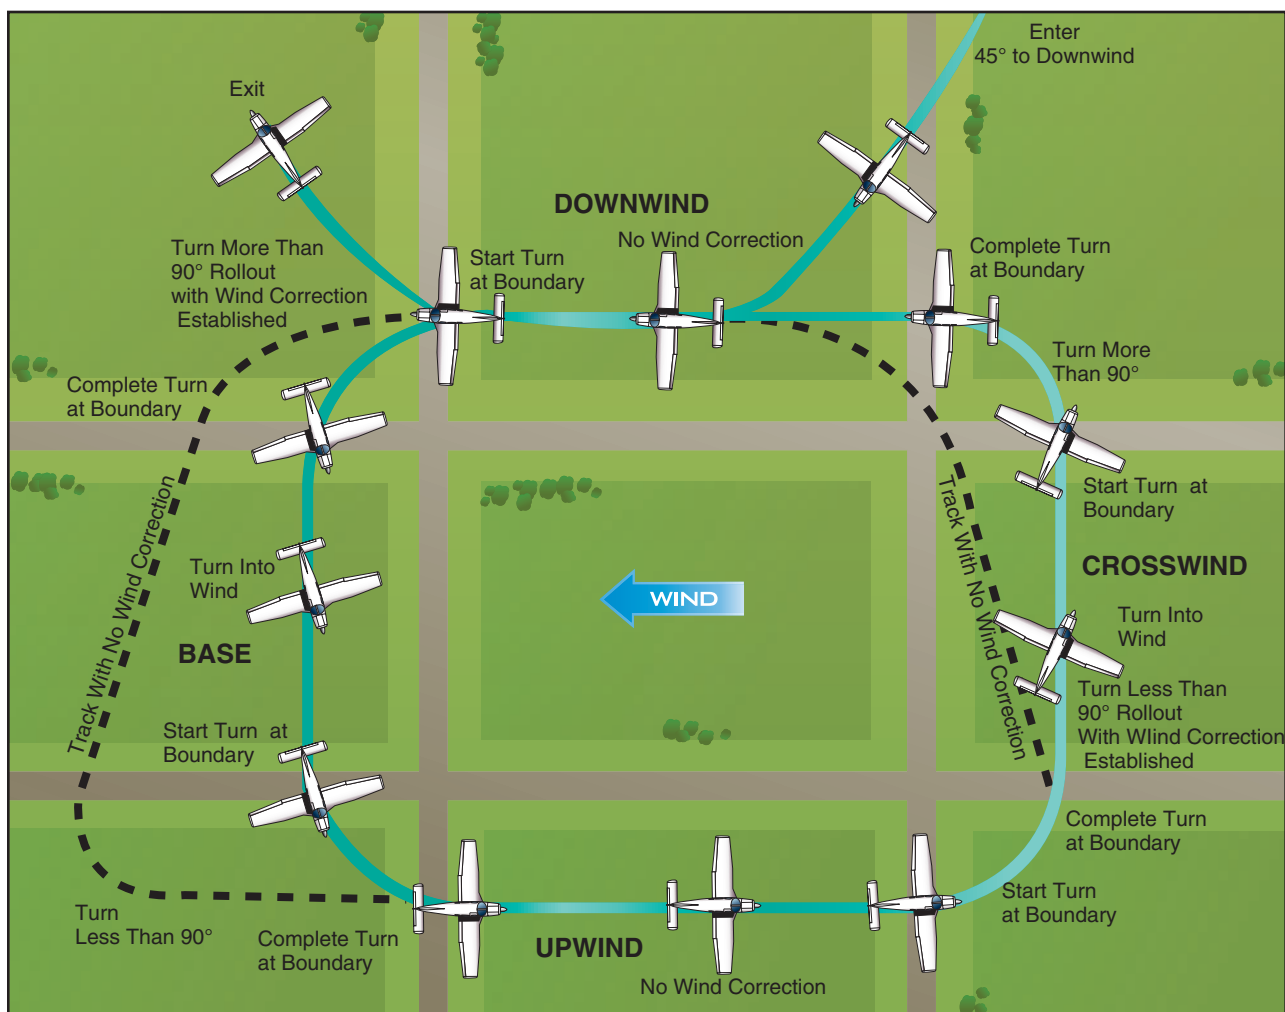 Enter
45° to Downwind
Exit
DOWNWIND
No Wind Correction
Turn More Than
90° Rollout
with Wind Correction
Established
Start Turn
at Boundary
Complete Turn
at Boundary
Turn More
Than 90°
Complete Turn
at Boundary
Track With No Wind Correction
Track With No Wind Correction
Start Turn at
Boundary
CROSSWIND
Turn Into
Wind
WIND
Turn Into
Wind
BASE
Turn Less Than
90° Rollout
With WIind Correction
Established
Start Turn at
Boundary
Complete Turn
at Boundary
Start Turn
at Boundary
Turn
Less Than 90°
Complete Turn
at Boundary
UPWIND
No Wind Correction